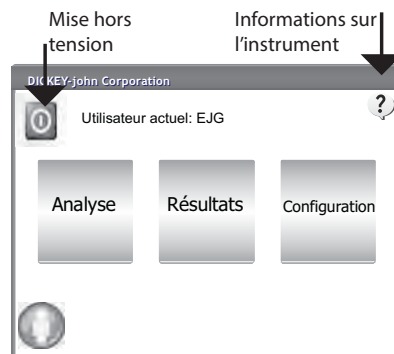 Mise hors
tension
Informations sur
l'instrument
DICKEY-john Corporation
?
Utilisateur actuel: EJG
Analyse
Résultats
Configuration